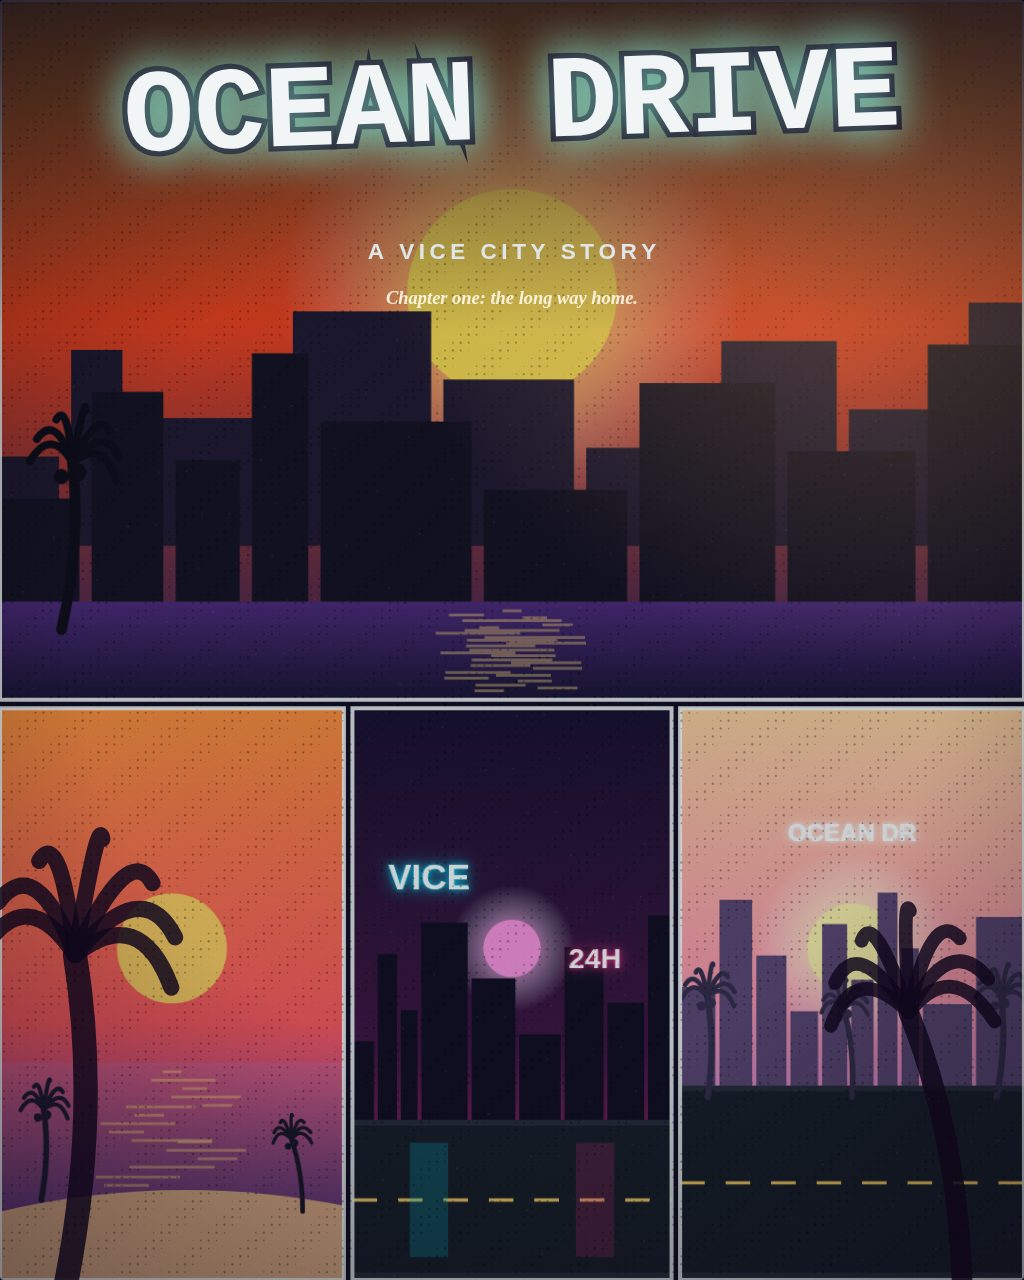 OCEAN DRIVE
A VICE CITY STORY
Chapter one: the long way home.
VICE
24H
OCEAN DR